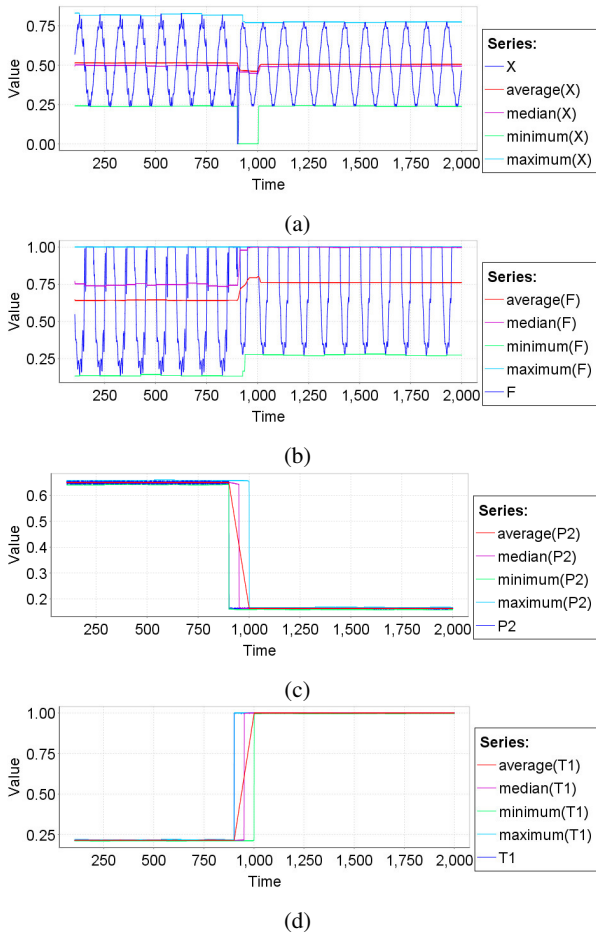 0.75
0.50
0.25
0.00
Value
250
500
750
1,000
1,250
1,500
1,750
2,000
Time
Series:
X
average(X)
median(X)
minimum(X)
maximum(X)
(a)
1.00
0.75
0.50
0.25
Value
250
500
750
1,000
1,250
1,500
1,750
2,000
Time
Series:
average(F)
median(F)
minimum(F)
maximum(F)
F
(b)
0.6
0.5
0.4
0.3
0.2
Value
250
500
750
1,000
1,250
1,500
1,750
2,000
Time
Series:
average(P2)
median(P2)
minimum(P2)
maximum(P2)
P2
(c)
1.00
0.75
0.50
0.25
Value
250
500
750
1,000
1,250
1,500
1,750
2,000
Time
Series:
average(T1)
median(T1)
minimum(T1)
maximum(T1)
T1
(d)